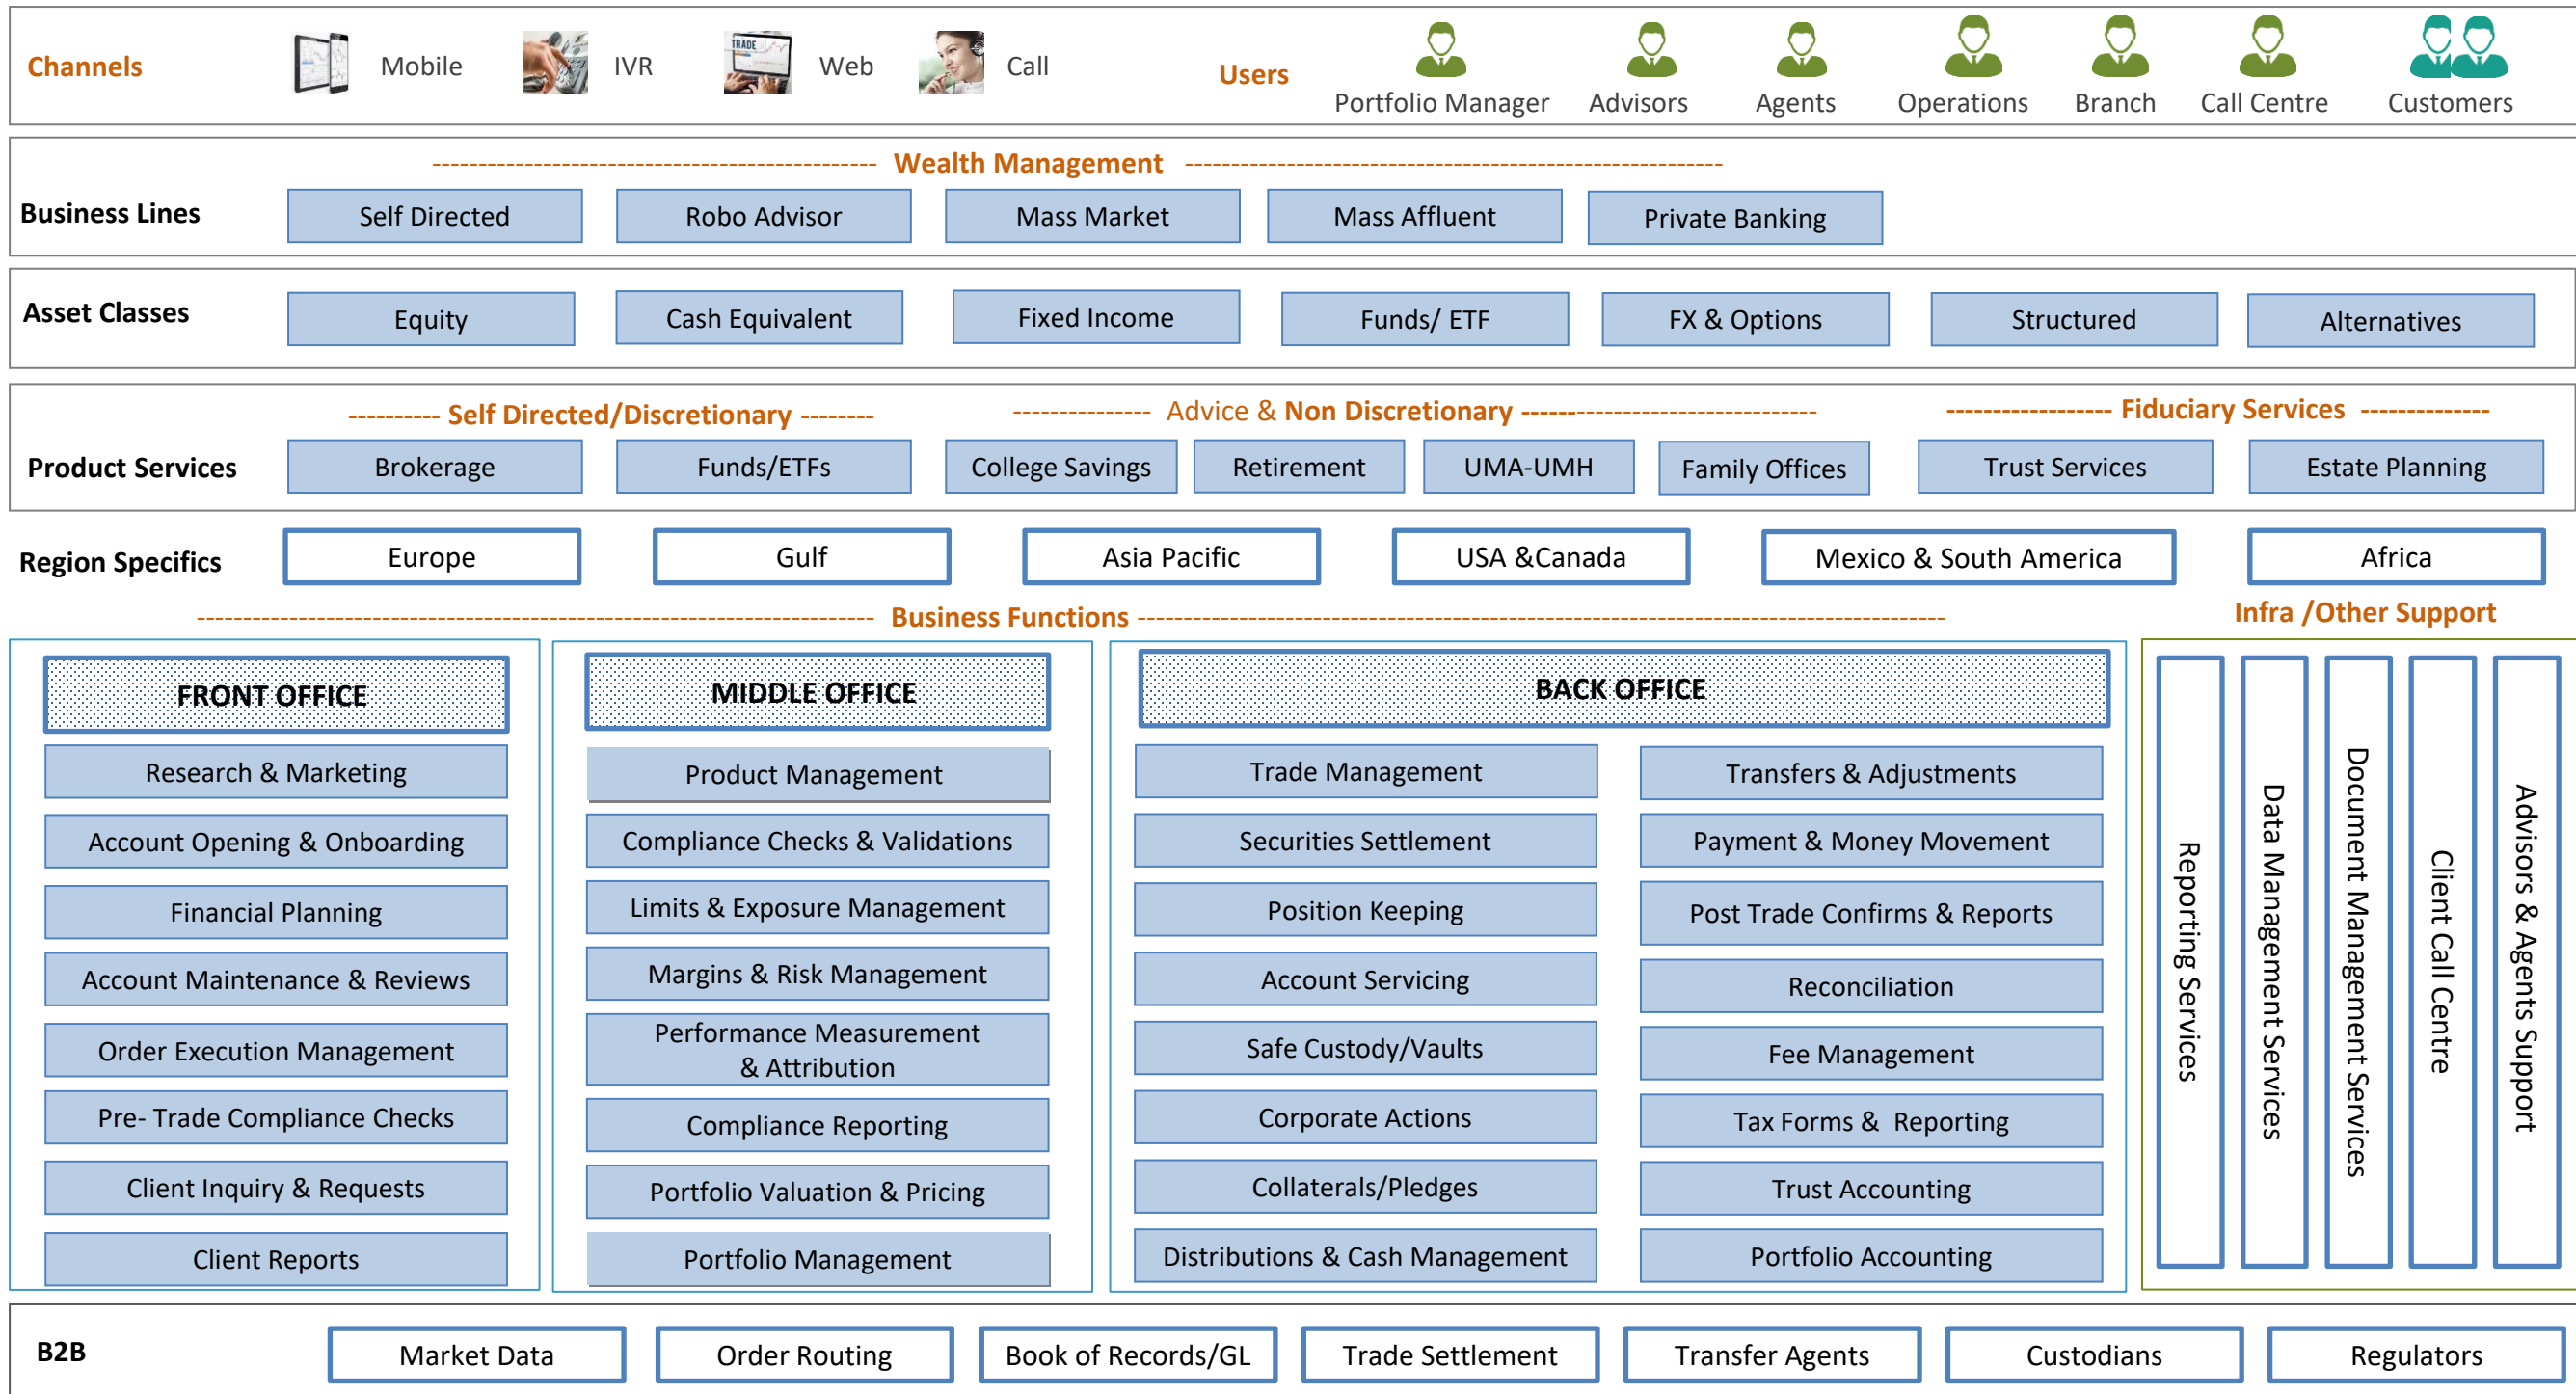 Channels
Mobile
IVR
TRADE
Web
Call
Users
Portfolio Manager
Advisors
Agents
Operations
Branch
Call Centre
Customers
Wealth Management
Business Lines
Self Directed
Robo Advisor
Mass Market
Mass Affluent
Private Banking
Asset Classes
Equity
Cash Equivalent
Fixed Income
Funds/ ETF
FX & Options
Structured
Alternatives
Self Directed/Discretionary
Advice & Non Discretionary
Fiduciary Services
Product Services
Brokerage
Funds/ETFs
College Savings
Retirement
UMA-UMH
Family Offices
Trust Services
Estate Planning
Region Specifics
Europe
Gulf
Asia Pacific
USA &Canada
Mexico & South America
Africa
Business Functions
Infra /Other Support
FRONT OFFICE
Research & Marketing
Account Opening & Onboarding
Financial Planning
Account Maintenance & Reviews
Order Execution Management
Pre- Trade Compliance Checks
Client Inquiry & Requests
Client Reports
MIDDLE OFFICE
Product Management
Compliance Checks & Validations
Limits & Exposure Management
Margins & Risk Management
Performance Measurement
& Attribution
Compliance Reporting
Portfolio Valuation & Pricing
Portfolio Management
BACK OFFICE
Trade Management
Securities Settlement
Position Keeping
Account Servicing
Safe Custody/Vaults
Corporate Actions
Collaterals/Pledges
Distributions & Cash Management
Transfers & Adjustments
Payment & Money Movement
Post Trade Confirms & Reports
Reconciliation
Fee Management
Tax Forms &  Reporting
Trust Accounting
Portfolio Accounting
Reporting Services
Data Management Services
Document Management Services
Client Call Centre
Advisors & Agents Support
B2B
Market Data
Order Routing
Book of Records/GL
Trade Settlement
Transfer Agents
Custodians
Regulators